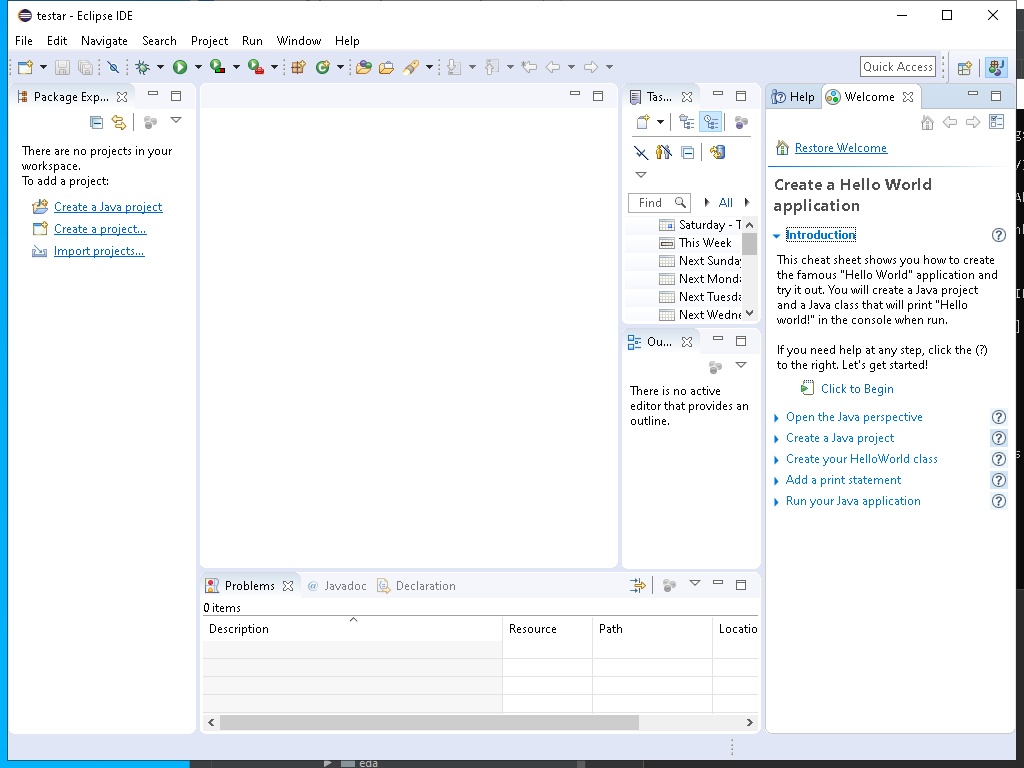 testar - Eclipse IDE
File Edit Navigate Search Project Run Window Help
Quick Access
Package Exp...
There are no projects in your
workspace.
To add a project:
Create a Java project
Create a project...
Import projects...
Tas...
Find
All
Saturday - T
This Week
Next Sunday
Next Monda
Next Tuesda
Next Wedne
Ou...
There is no active
editor that provides an
outline.
Help
Welcome
Restore Welcome
Create a Hello World
application
Introduction
This cheat sheet shows you how to create
the famous "Hello World" application and
try it out. You will create a Java project
and a Java class that will print "Hello
world!" in the console when run.
If you need help at any step, click the (?)
to the right. Let's get started!
Click to Begin
Open the Java perspective
Create a Java project
Create your HelloWorld class
Add a print statement
Run your Java application
Problems
@ Javadoc
Declaration
0 items
Description Resource Path Locatio
eda